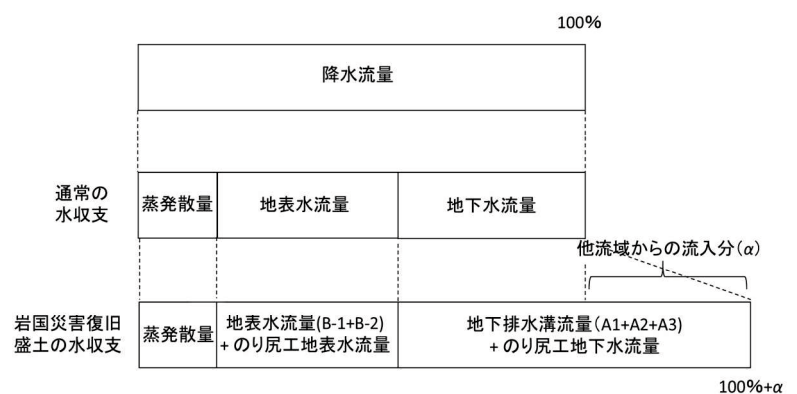 100%
降水流量
通常の
水収支
蒸発散量
地表水流量
地下水流量
他流域からの流入分(α)
岩国災害復旧
盛土の水収支
蒸発散量
地表水流量(B-1+B-2)
+ のり尻工地表水流量
地下排水溝流量(A1+A2+A3)
+ のり尻工地下水流量
100%+α